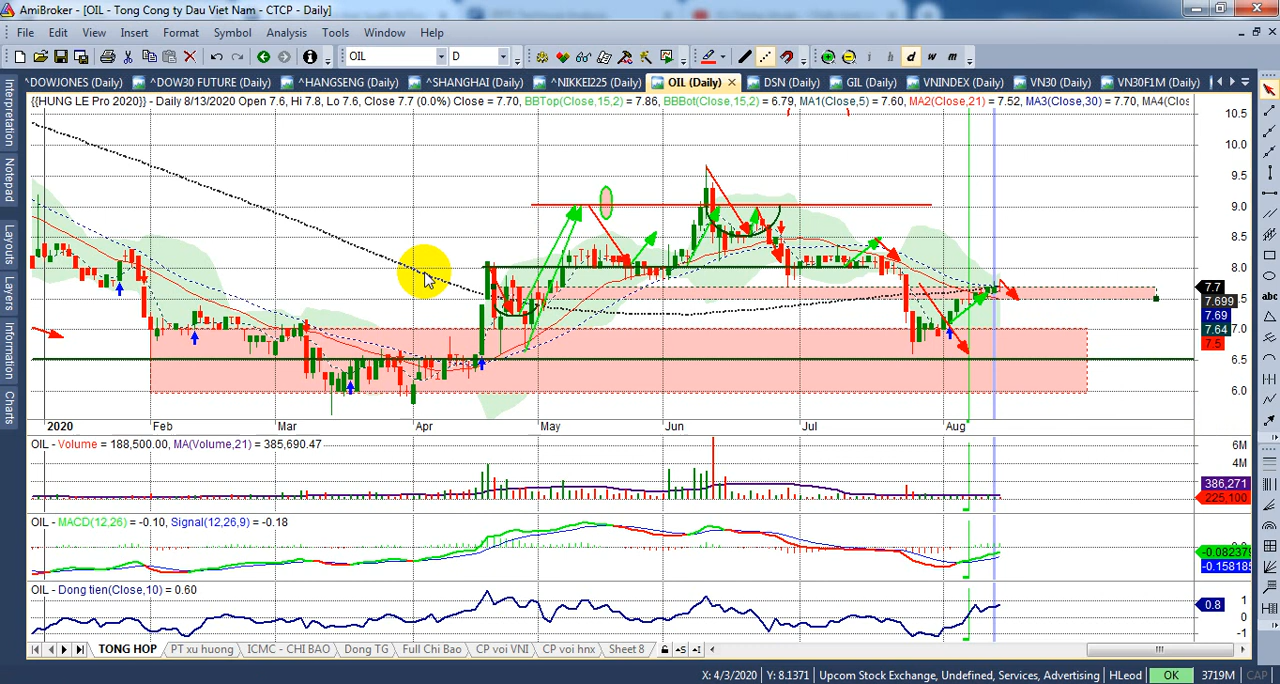 AmiBroker - [OIL - Tong Cong ty Dau Viet Nam - CTCP - Daily]
File Edit View Insert Format Symbol Analysis Tools Window Help
OIL D
^DOWJONES (Daily) ^DOW30 FUTURE (Daily) ^HANGSENG (Daily) ^SHANGHAI (Daily) ^NIKKEI225 (Daily) OIL (Daily) DSN (Daily) GIL (Daily) VNINDEX (Daily) VN30 (Daily) VN30F1M (Daily)
{{HUNG LE Pro 2020}} - Daily 8/13/2020 Open 7.6, Hi 7.8, Lo 7.6, Close 7.7 (0.0%) Close = 7.70, BBTop(Close,15,2) = 7.86, BBBot(Close,15,2) = 6.79, MA1(Close,5) = 7.60, MA2(Close,21) = 7.52, MA3(Close,30) = 7.70, MA4(Clos
Interpretation
Notepad
Layouts
Layers
Information
Charts
10.5
10.0
9.5
9.0
8.5
8.0
7.7
7.699
7.69
7.64
7.5
7.0
6.5
6.0
2020 Feb Mar Apr May Jun Jul Aug
OIL - Volume = 188,500.00, MA(Volume,21) = 385,690.47
6M
4M
386,271
225,100
OIL - MACD(12,26) = -0.10, Signal(12,26,9) = -0.18
-0.082379
-0.158185
OIL - Dong tien(Close,10) = 0.60
1
0.8
0
-1
TONG HOP PT xu huong ICMC - CHI BAO Dong TG Full Chi Bao CP voi VNI CP voi hnx Sheet 8
X: 4/3/2020 Y: 8.1371 Upcom Stock Exchange, Undefined, Services, Advertising HLeod OK 3719M CAP